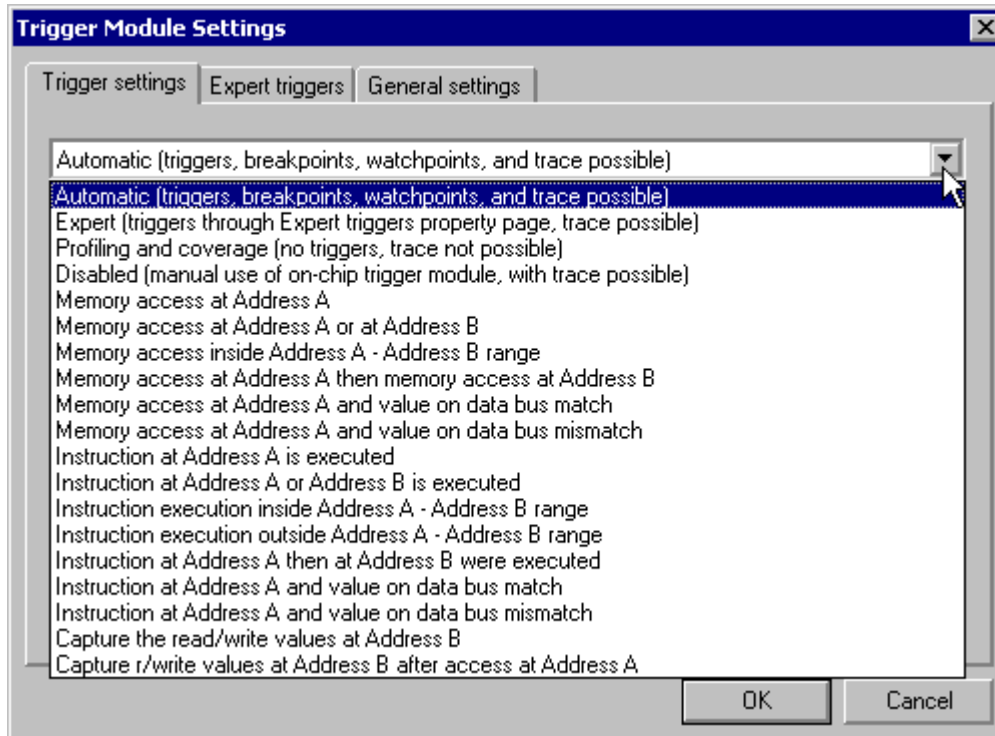 Trigger Module Settings
Trigger settings
Expert triggers
General settings
Automatic (triggers, breakpoints, watchpoints, and trace possible)
Automatic (triggers, breakpoints, watchpoints, and trace possible)
Expert (triggers through Expert triggers property page, trace possible)
Profiling and coverage (no triggers, trace not possible)
Disabled (manual use of on-chip trigger module, with trace possible)
Memory access at Address A
Memory access at Address A or at Address B
Memory access inside Address A - Address B range
Memory access at Address A then memory access at Address B
Memory access at Address A and value on data bus match
Memory access at Address A and value on data bus mismatch
Instruction at Address A is executed
Instruction at Address A or Address B is executed
Instruction execution inside Address A - Address B range
Instruction execution outside Address A - Address B range
Instruction at Address A then at Address B were executed
Instruction at Address A and value on data bus match
Instruction at Address A and value on data bus mismatch
Capture the read/write values at Address B
Capture r/write values at Address B after access at Address A
OK
Cancel